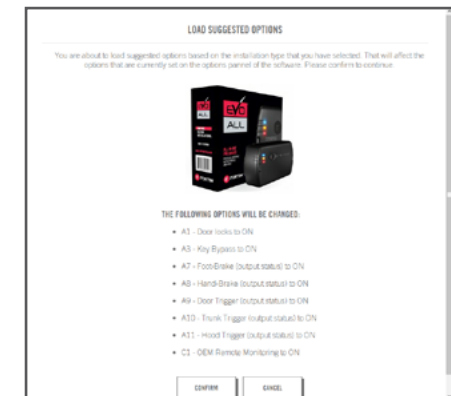 LOAD SUGGESTED OPTIONS
You are about to load suggested options based on the installation type that you have selected. That will affect the
options that are currently set on the options pannel of the software. Please confirm to continue.
EVO
ALL
THE FOLLOWING OPTIONS WILL BE CHANGED:
• A1 - Door locks to ON
• A3 - Key Bypass to ON
• A7 - Foot-Brake (output status) to ON
• A8 - Hand-Brake (output status) to ON
• A9 - Door Trigger (output status) to ON
• A10 - Trunk Trigger (output status) to ON
• A11 - Hood Trigger (output status) to ON
• C1 - OEM Remote Monitoring to ON
CONFIRM
CANCEL